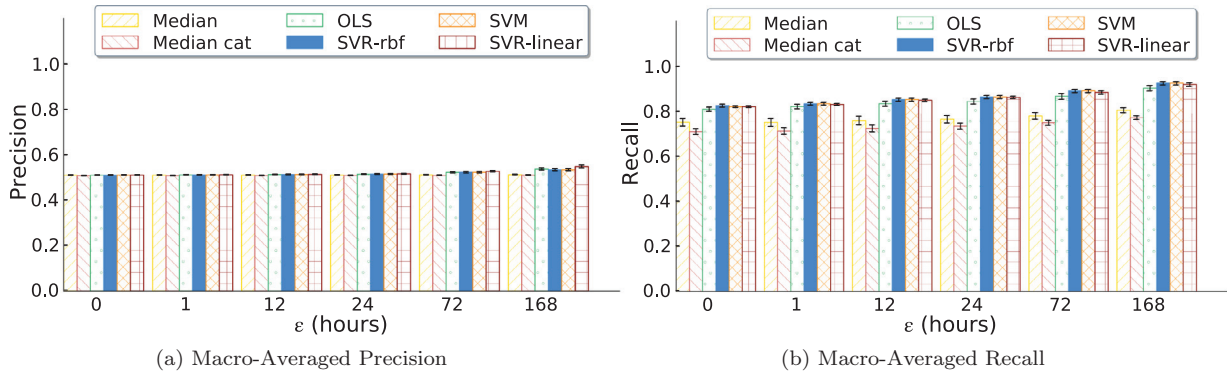 Median OLS SVM
Median cat SVR-rbf SVR-linear
1.0
0.8
0.6
0.4
0.2
0.0
Precision
0 1 12 24 72 168
ε (hours)
(a) Macro-Averaged Precision
Median OLS SVM
Median cat SVR-rbf SVR-linear
1.0
0.8
0.6
0.4
0.2
0.0
Recall
0 1 12 24 72 168
ε (hours)
(b) Macro-Averaged Recall